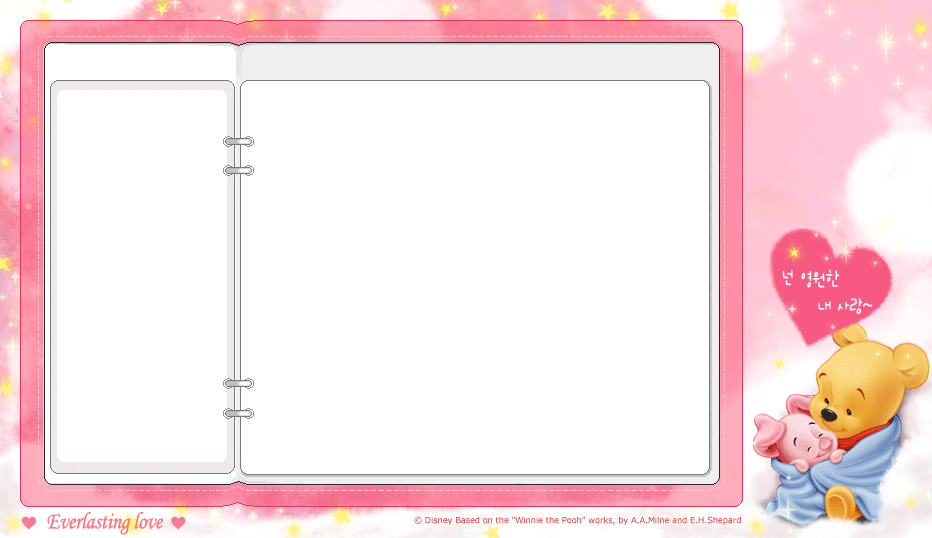 넌 영원한
내 사랑~
♥ Everlasting love ♥
© Disney Based on the "Winnie the Pooh" works, by A.A.Milne and E.H.Shepard